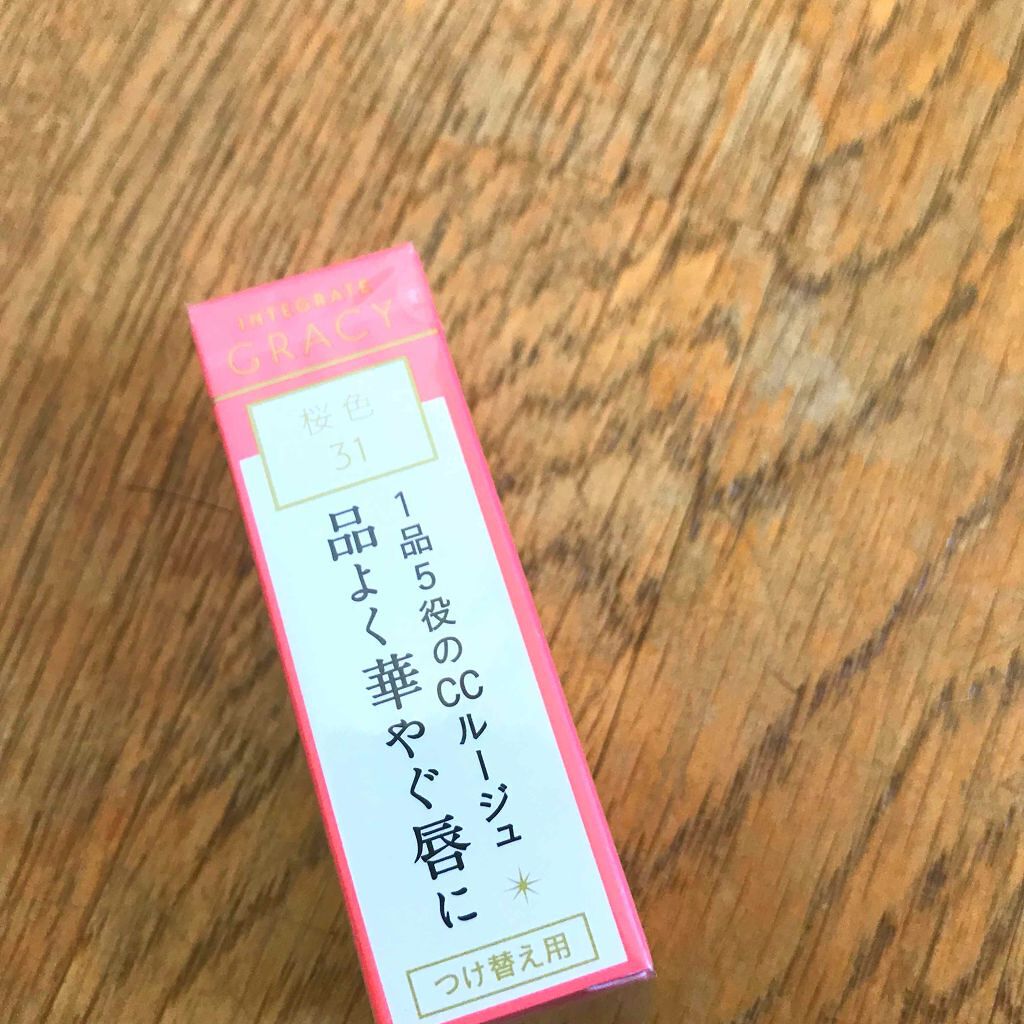 INTEGRATE
GRACY
桜色
31
1品5役のCCルージュ
品よく華やぐ唇に
つけ替え用